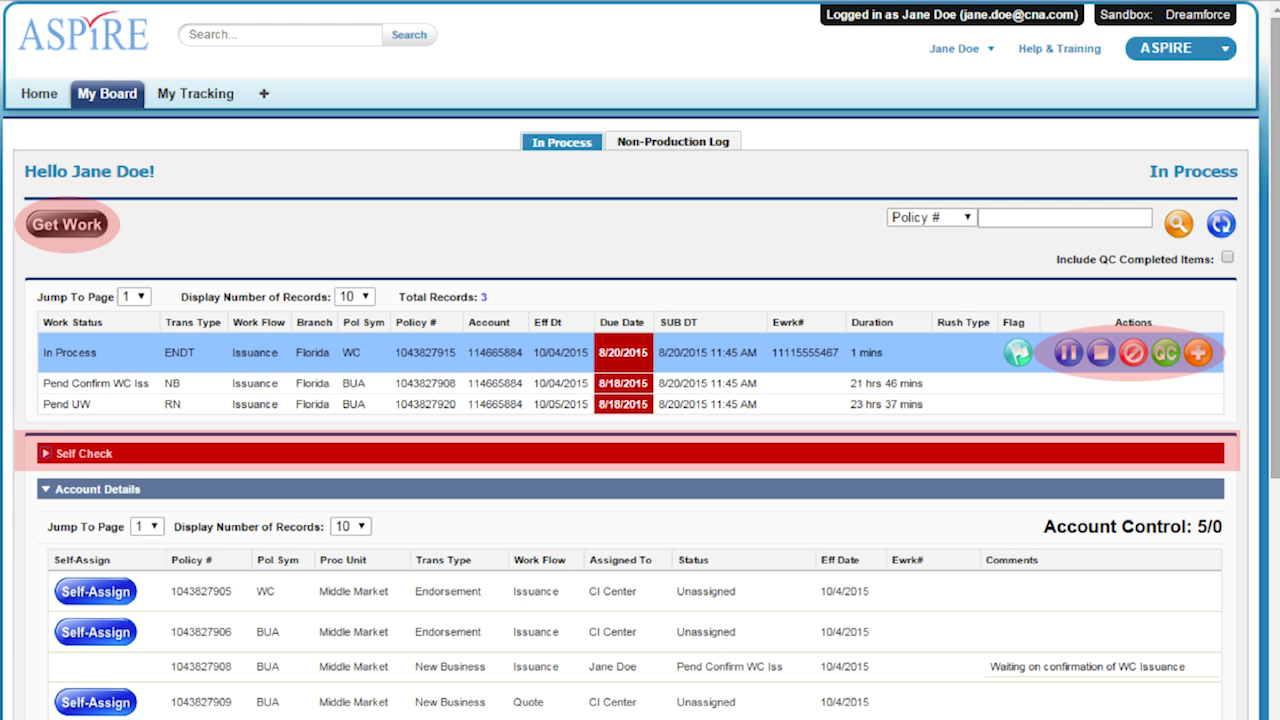 Logged in as Jane Doe (jane.doe@cna.com) Sandbox: Dreamforce
ASPiRE Search... Search
Jane Doe Help & Training ASPIRE
Home My Board My Tracking +
In Process Non-Production Log
Hello Jane Doe! In Process
Get Work Policy #
Include QC Completed Items:
Jump To Page 1 Display Number of Records: 10 Total Records: 3
Work Status Trans Type Work Flow Branch Pol Sym Policy # Account Eff Dt Due Date SUB DT Ewrk# Duration Rush Type Flag Actions
In Process ENDT Issuance Florida WC 1043827915 114665884 10/04/2015 8/20/2015 8/20/2015 11:45 AM 11115555467 1 mins QC
Pend Confirm WC Iss NB Issuance Florida BUA 1043827908 114665884 10/04/2015 8/18/2015 8/20/2015 11:45 AM 21 hrs 46 mins
Pend UW RN Issuance Florida BUA 1043827920 114665884 10/05/2015 8/18/2015 8/20/2015 11:45 AM 23 hrs 37 mins
Self Check
Account Details
Jump To Page 1 Display Number of Records: 10 Account Control: 5/0
Self-Assign Policy # Pol Sym Proc Unit Trans Type Work Flow Assigned To Status Eff Date Ewrk# Comments
Self-Assign 1043827905 WC Middle Market Endorsement Issuance CI Center Unassigned 10/4/2015
Self-Assign 1043827906 BUA Middle Market Endorsement Issuance CI Center Unassigned 10/4/2015
1043827908 BUA Middle Market New Business Issuance Jane Doe Pend Confirm WC Iss 10/4/2015 Waiting on confirmation of WC Issuance
Self-Assign 1043827909 BUA Middle Market New Business Quote CI Center Unassigned 10/4/2015